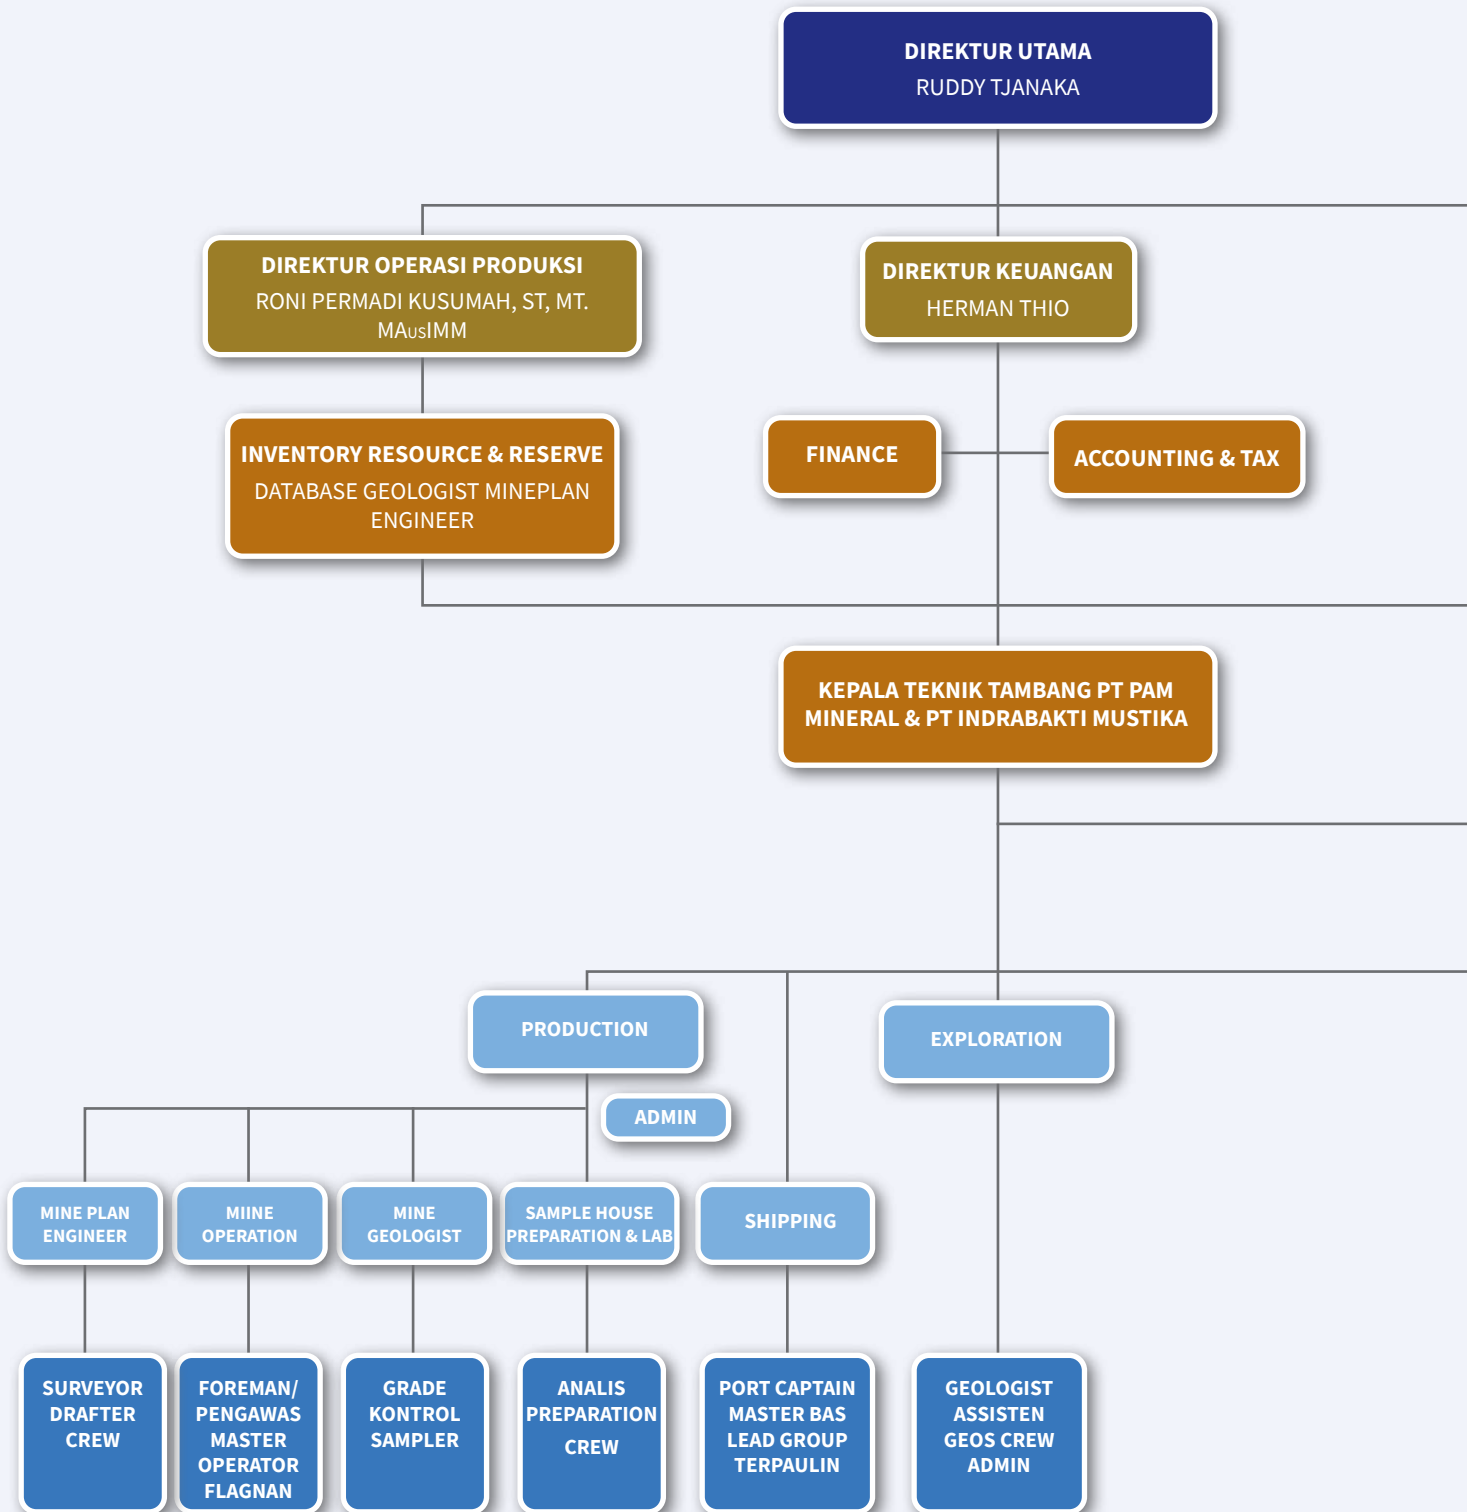 DIREKTUR UTAMA
RUDDY TJANAKA
DIREKTUR OPERASI PRODUKSI
RONI PERMADI KUSUMAH, ST, MT.
MAusIMM
DIREKTUR KEUANGAN
HERMAN THIO
INVENTORY RESOURCE & RESERVE
DATABASE GEOLOGIST MINEPLAN
ENGINEER
FINANCE
ACCOUNTING & TAX
KEPALA TEKNIK TAMBANG PT PAM
MINERAL & PT INDRABAKTI MUSTIKA
PRODUCTION
EXPLORATION
ADMIN
MINE PLAN
ENGINEER
MIINE
OPERATION
MINE
GEOLOGIST
SAMPLE HOUSE
PREPARATION & LAB
SHIPPING
SURVEYOR
DRAFTER
CREW
FOREMAN/
PENGAWAS
MASTER
OPERATOR
FLAGNAN
GRADE
KONTROL
SAMPLER
ANALIS
PREPARATION
CREW
PORT CAPTAIN
MASTER BAS
LEAD GROUP
TERPAULIN
GEOLOGIST
ASSISTEN
GEOS CREW
ADMIN